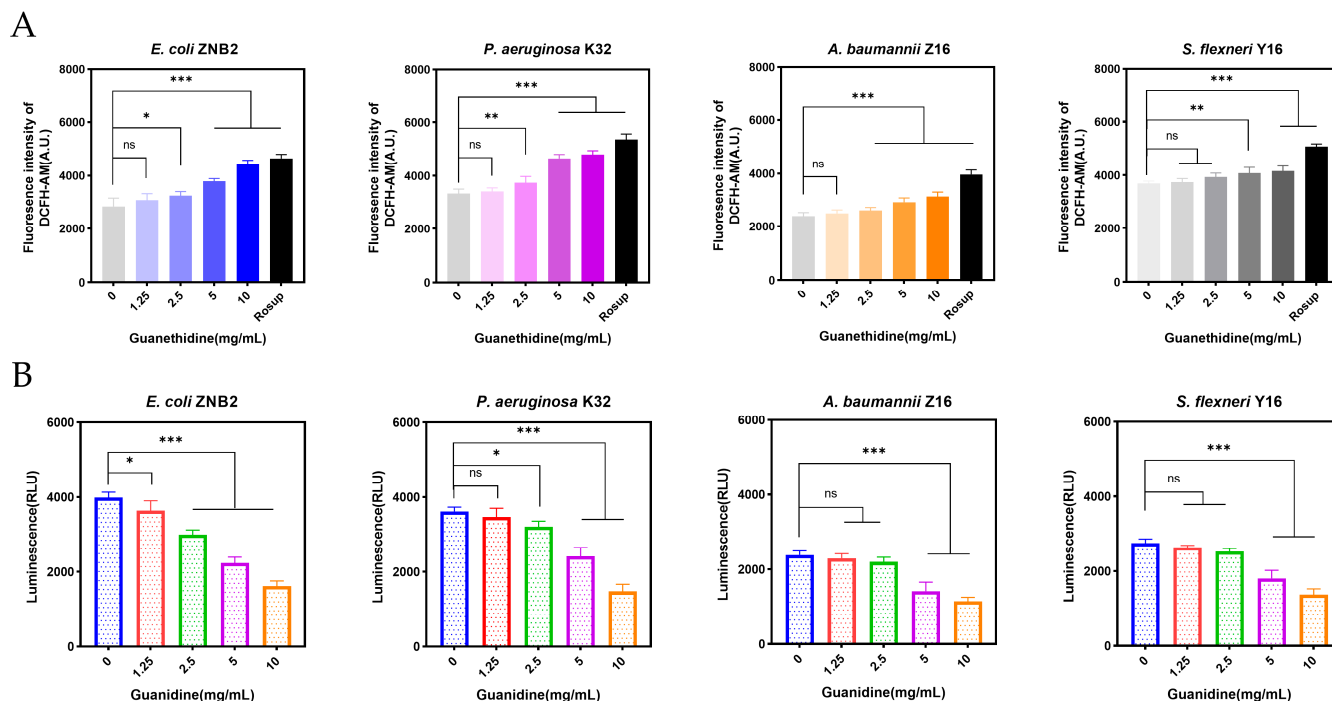 A
E. coli ZNB2
P. aeruginosa K32
A. baumannii Z16
S. flexneri Y16
Fluoresence intensity of
DCFH-AM(A.U.)
8000
6000
4000
2000
0
***
*
ns
0
1.25
2.5
5
10
Rosup
Guanethidine(mg/mL)
Fluoresence intensity of
DCFH-AM(A.U.)
8000
6000
4000
2000
0
***
**
ns
0
1.25
2.5
5
10
Rosup
Guanethidine(mg/mL)
Fluoresence intensity of
DCFH-AM(A.U.)
8000
6000
4000
2000
0
***
ns
0
1.25
2.5
5
10
Rosup
Guanethidine(mg/mL)
Fluoresence intensity of
DCFH-AM(A.U.)
8000
6000
4000
2000
0
***
**
ns
0
1.25
2.5
5
10
Rosup
Guanethidine(mg/mL)
B
E. coli ZNB2
P. aeruginosa K32
A. baumannii Z16
S. flexneri Y16
Luminescence(RLU)
6000
4000
2000
0
***
*
0
1.25
2.5
5
10
Guanidine(mg/mL)
Luminescence(RLU)
6000
4000
2000
0
***
*
ns
0
1.25
2.5
5
10
Guanidine(mg/mL)
Luminescence(RLU)
6000
4000
2000
0
***
ns
0
1.25
2.5
5
10
Guanidine(mg/mL)
Luminescence(RLU)
6000
4000
2000
0
***
ns
0
1.25
2.5
5
10
Guanidine(mg/mL)